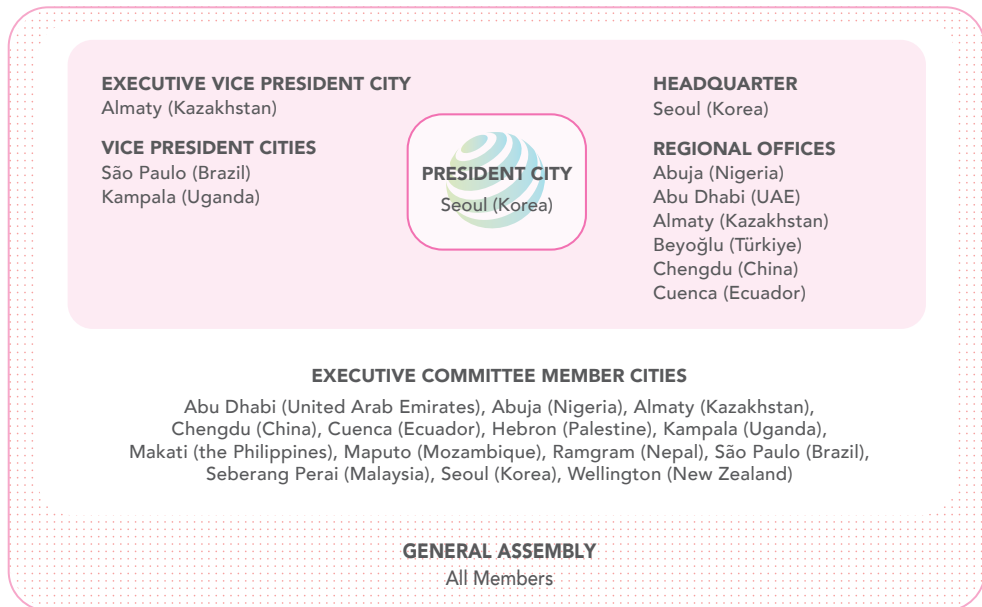 EXECUTIVE VICE PRESIDENT CITY
Almaty (Kazakhstan)
VICE PRESIDENT CITIES
São Paulo (Brazil)
Kampala (Uganda)
PRESIDENT CITY
Seoul (Korea)
HEADQUARTER
Seoul (Korea)
REGIONAL OFFICES
Abuja (Nigeria)
Abu Dhabi (UAE)
Almaty (Kazakhstan)
Beyoğlu (Türkiye)
Chengdu (China)
Cuenca (Ecuador)
EXECUTIVE COMMITTEE MEMBER CITIES
Abu Dhabi (United Arab Emirates), Abuja (Nigeria), Almaty (Kazakhstan),
Chengdu (China), Cuenca (Ecuador), Hebron (Palestine), Kampala (Uganda),
Makati (the Philippines), Maputo (Mozambique), Ramgram (Nepal), São Paulo (Brazil),
Seberang Perai (Malaysia), Seoul (Korea), Wellington (New Zealand)
GENERAL ASSEMBLY
All Members